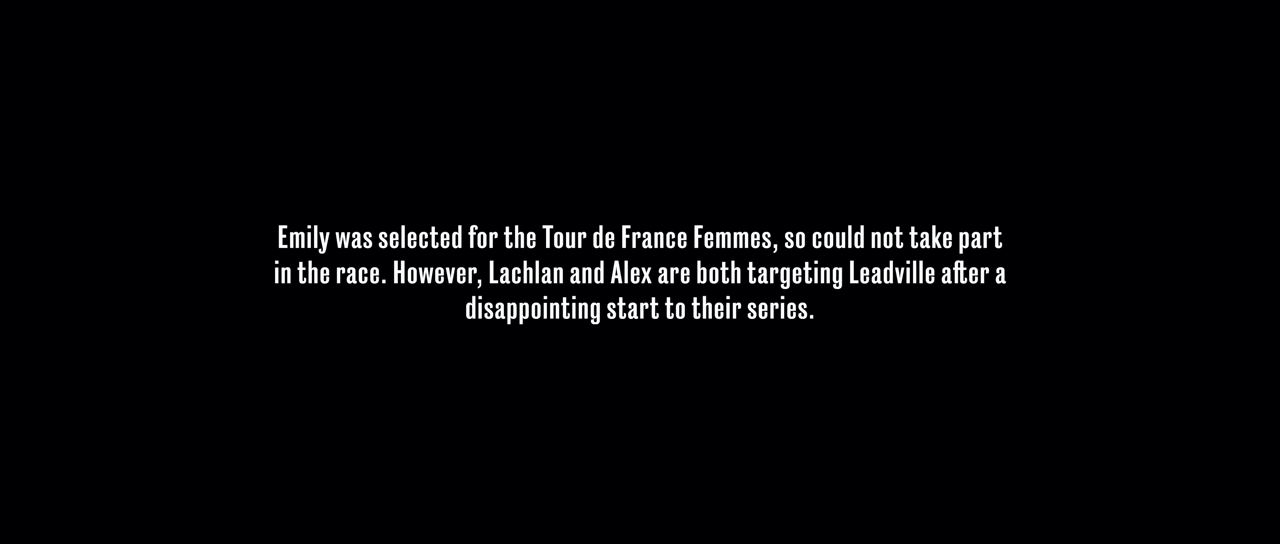 Emily was selected for the Tour de France Femmes, so could not take part
in the race. However, Lachlan and Alex are both targeting Leadville after a
disappointing start to their series.